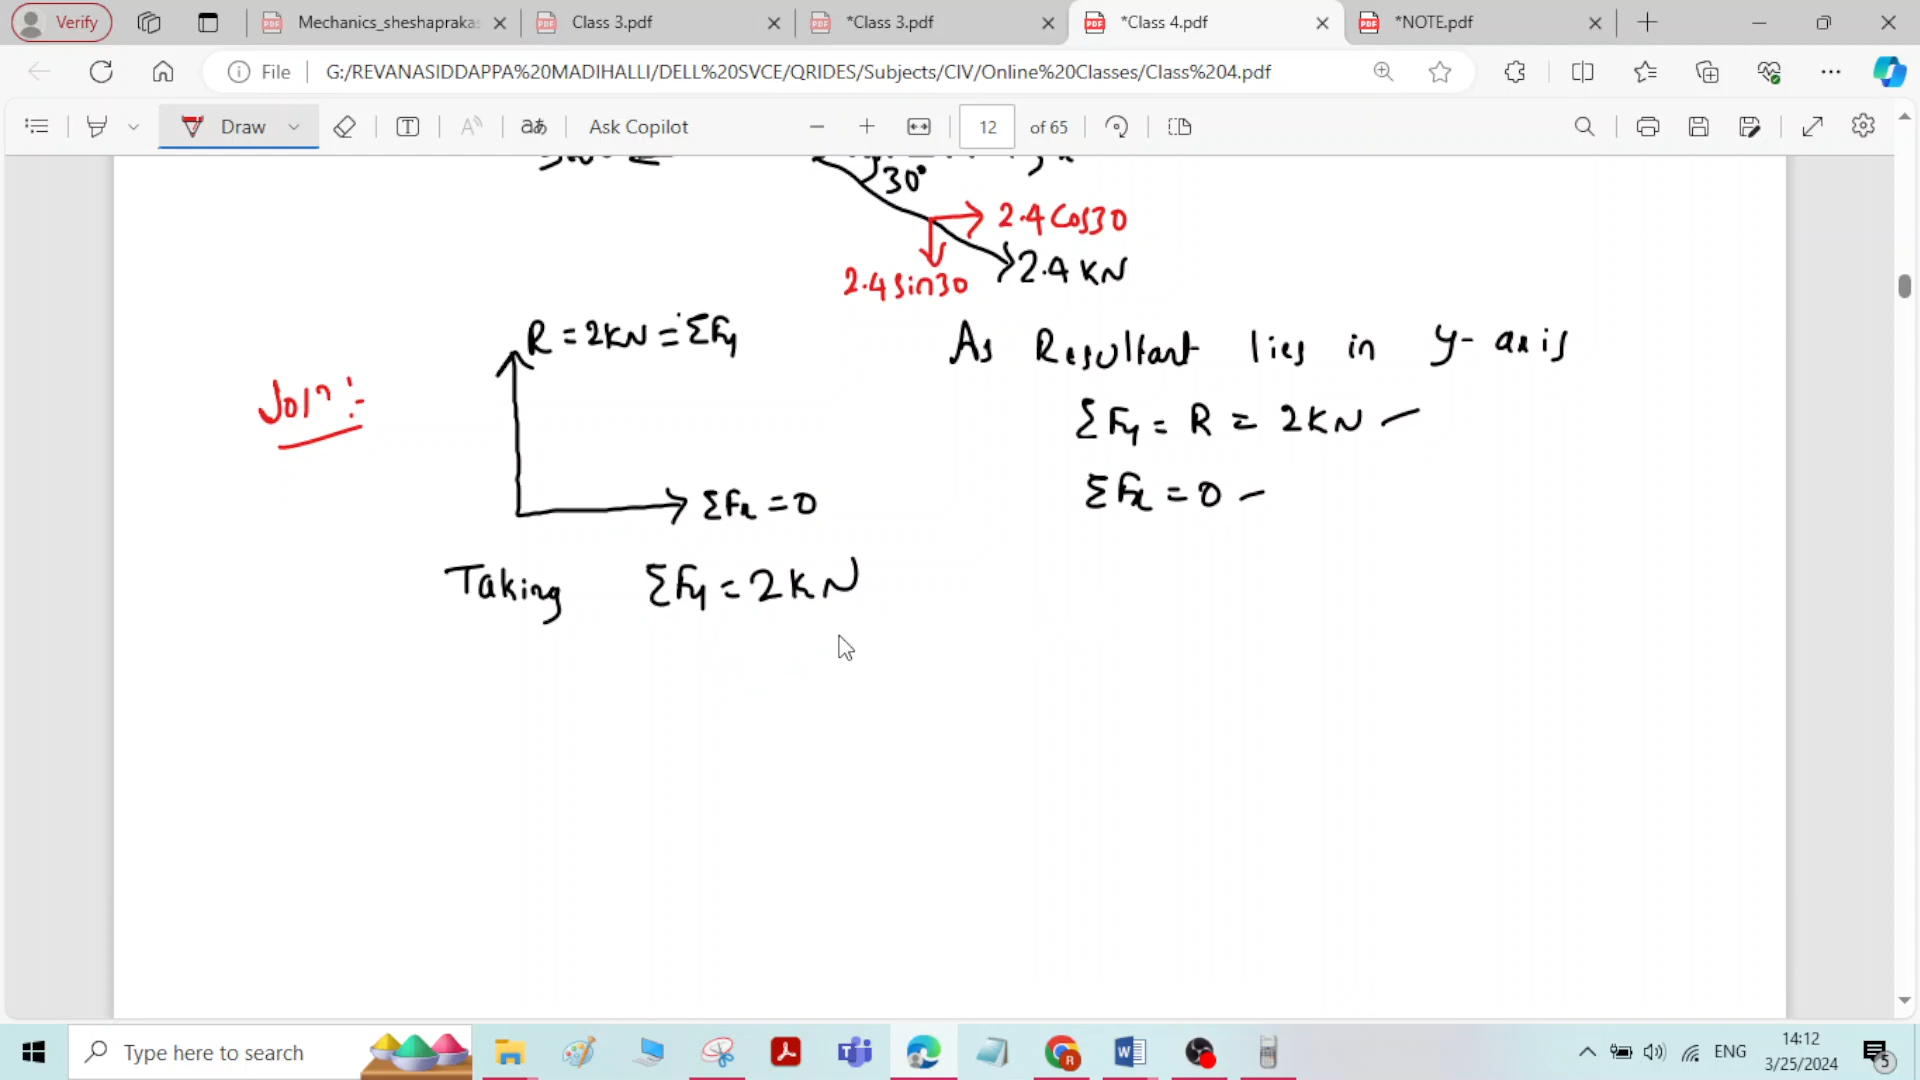 Verify
Mechanics_sheshapraka
Class 3.pdf
*Class 3.pdf
*Class 4.pdf
*NOTE.pdf
File
G:/REVANASIDDAPPA%20MADIHALLI/DELL%20SVCE/QRIDES/Subjects/CIV/Online%20Classes/Class%204.pdf
Draw
Ask Copilot
12 of 65
30°
2.4 Cos30
2.4 Sin30
2.4 KN
R = 2KN = ΣFy
As Resultant lies in y-axis
Soln :-
ΣFy = R = 2KN –
ΣFx = 0 –
ΣFx = 0
Taking ΣFy = 2KN
Type here to search
ENG
14:12
3/25/2024
5